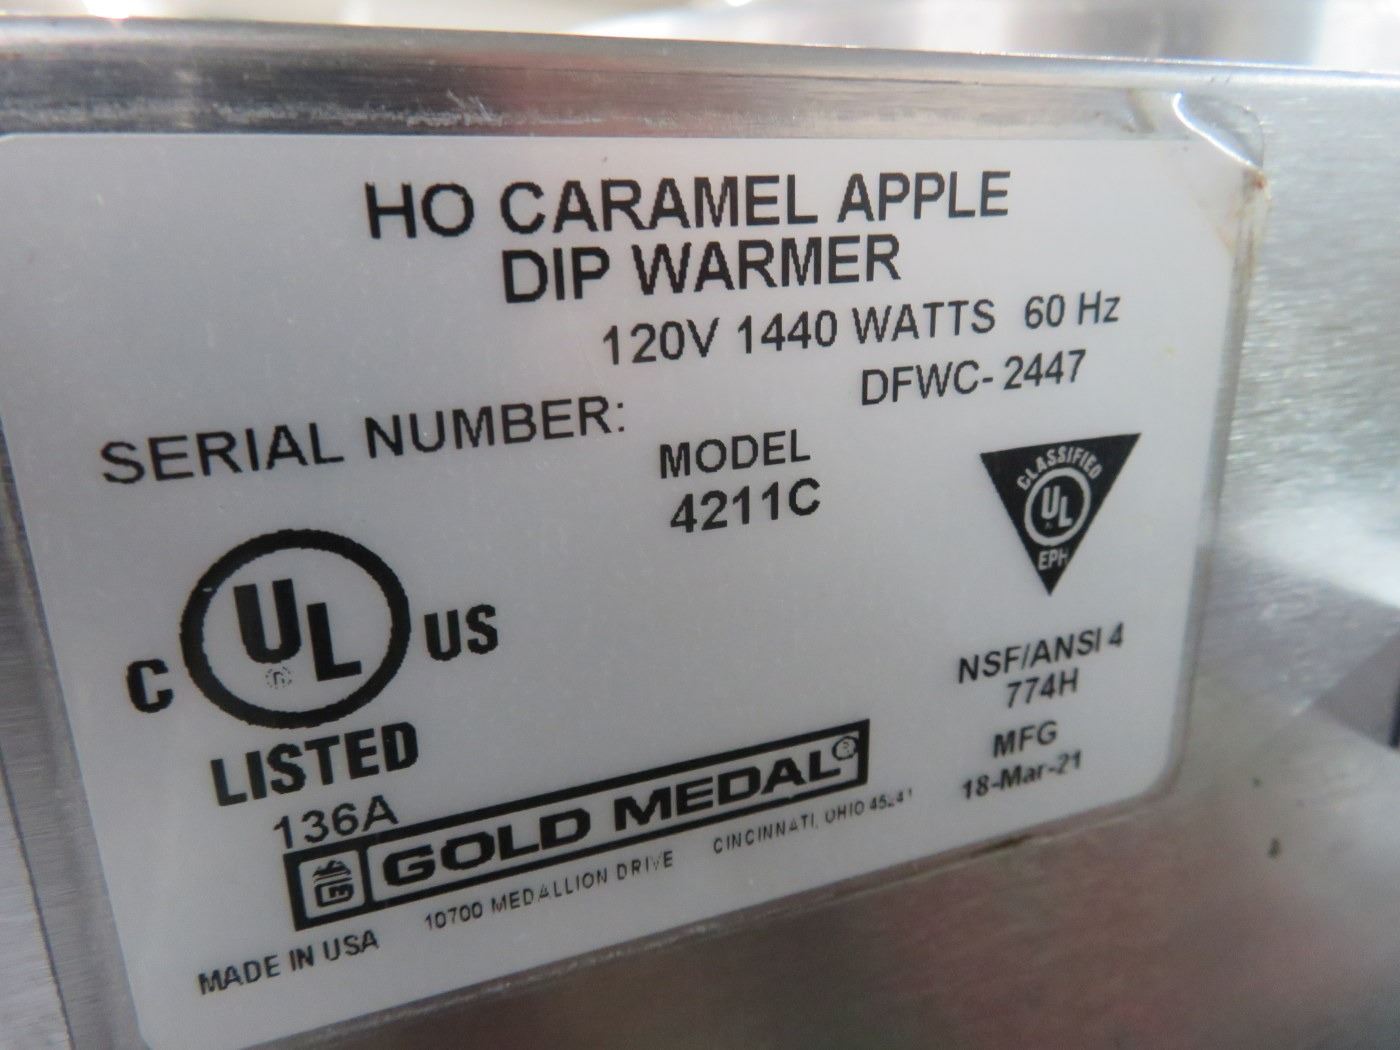 HO CARAMEL APPLE
DIP WARMER
120V 1440 WATTS 60 Hz
SERIAL NUMBER: DFWC- 2447
MODEL
4211C
CLASSIFIED
UL
EPH
C UL US
LISTED
136A
NSF/ANSI 4
774H
MFG
18-Mar-21
GOLD MEDAL®
10700 MEDALLION DRIVE CINCINNATI, OHIO
MADE IN USA